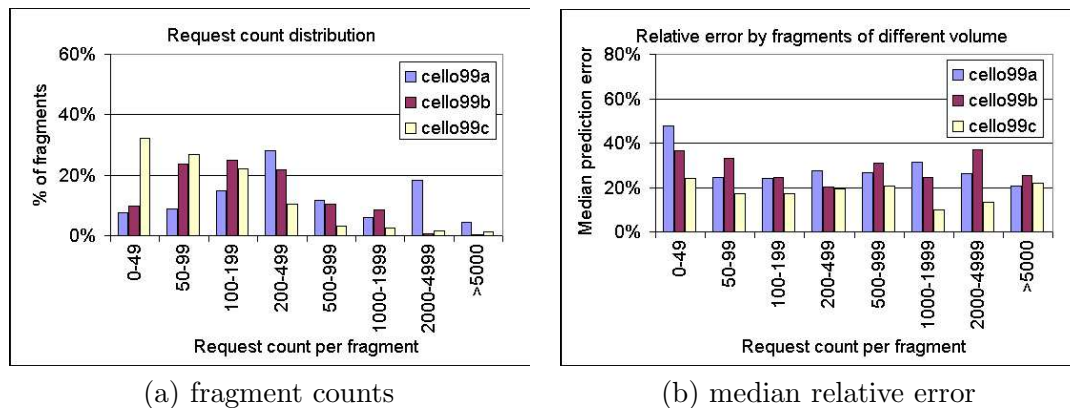 Request count distribution
60%
40%
20%
0%
% of fragments
cello99a
cello99b
cello99c
0-49
50-99
100-199
200-499
500-999
1000-1999
2000-4999
>5000
Request count per fragment
(a) fragment counts
Relative error by fragments of different volume
80%
60%
40%
20%
0%
Median prediction error
cello99a
cello99b
cello99c
0-49
50-99
100-199
200-499
500-999
1000-1999
2000-4999
>5000
Request count per fragment
(b) median relative error